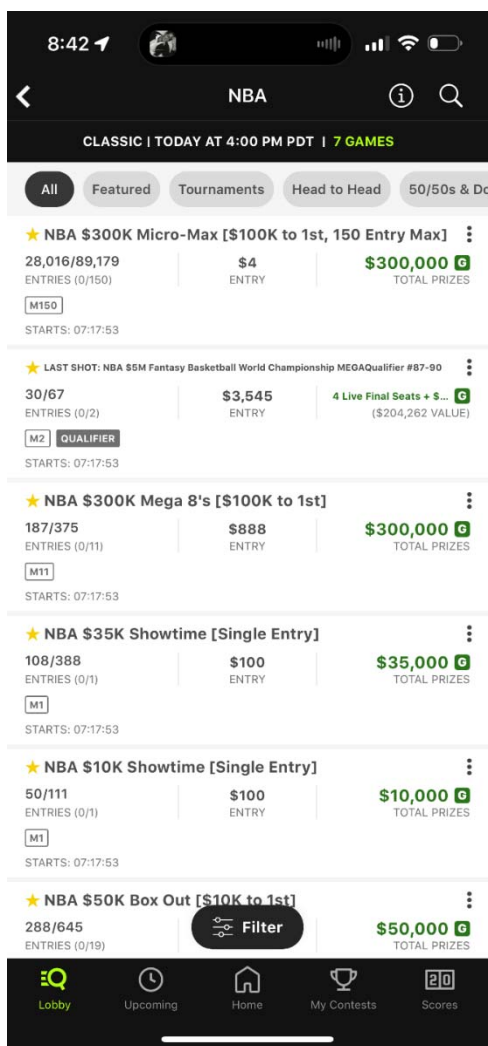 8:42
NBA
CLASSIC | TODAY AT 4:00 PM PDT | 7 GAMES
All Featured Tournaments Head to Head 50/50s & Do
NBA $300K Micro-Max [$100K to 1st, 150 Entry Max]
28,016/89,179 $4 $300,000 G
ENTRIES (0/150) ENTRY TOTAL PRIZES
M150
STARTS: 07:17:53
LAST SHOT: NBA $5M Fantasy Basketball World Championship MEGAQualifier #87-90
30/67 $3,545 4 Live Final Seats + $... G
ENTRIES (0/2) ENTRY ($204,262 VALUE)
M2 QUALIFIER
STARTS: 07:17:53
NBA $300K Mega 8's [$100K to 1st]
187/375 $888 $300,000 G
ENTRIES (0/11) ENTRY TOTAL PRIZES
M11
STARTS: 07:17:53
NBA $35K Showtime [Single Entry]
108/388 $100 $35,000 G
ENTRIES (0/1) ENTRY TOTAL PRIZES
M1
STARTS: 07:17:53
NBA $10K Showtime [Single Entry]
50/111 $100 $10,000 G
ENTRIES (0/1) ENTRY TOTAL PRIZES
M1
STARTS: 07:17:53
NBA $50K Box Out [$10K to 1st]
288/645 Filter $50,000 G
ENTRIES (0/19) TOTAL PRIZES
Lobby Upcoming Home My Contests Scores